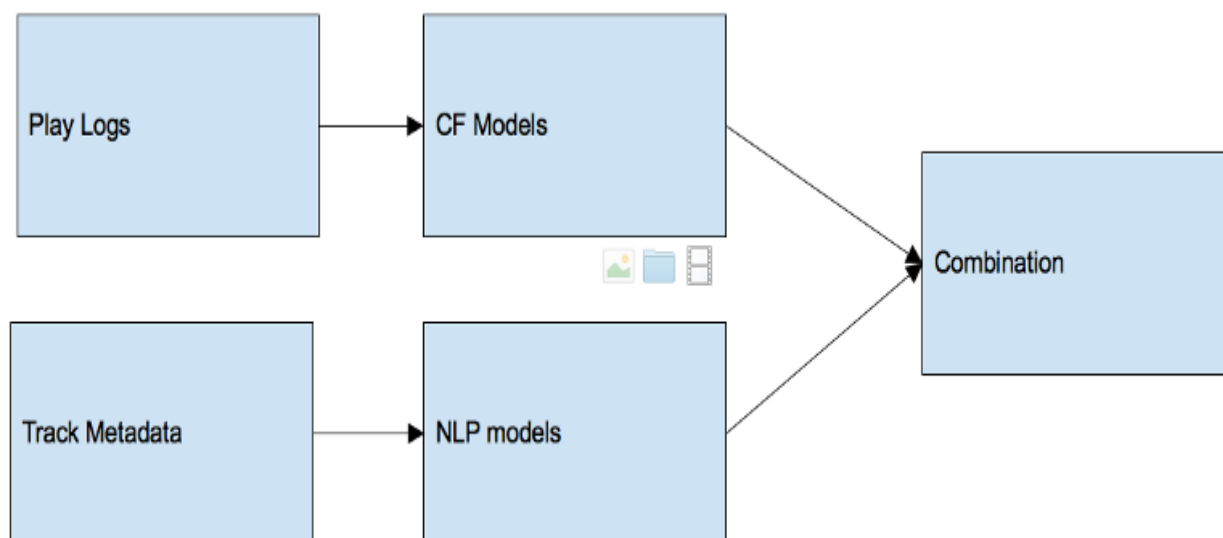 Play Logs
CF Models
Combination
Track Metadata
NLP models